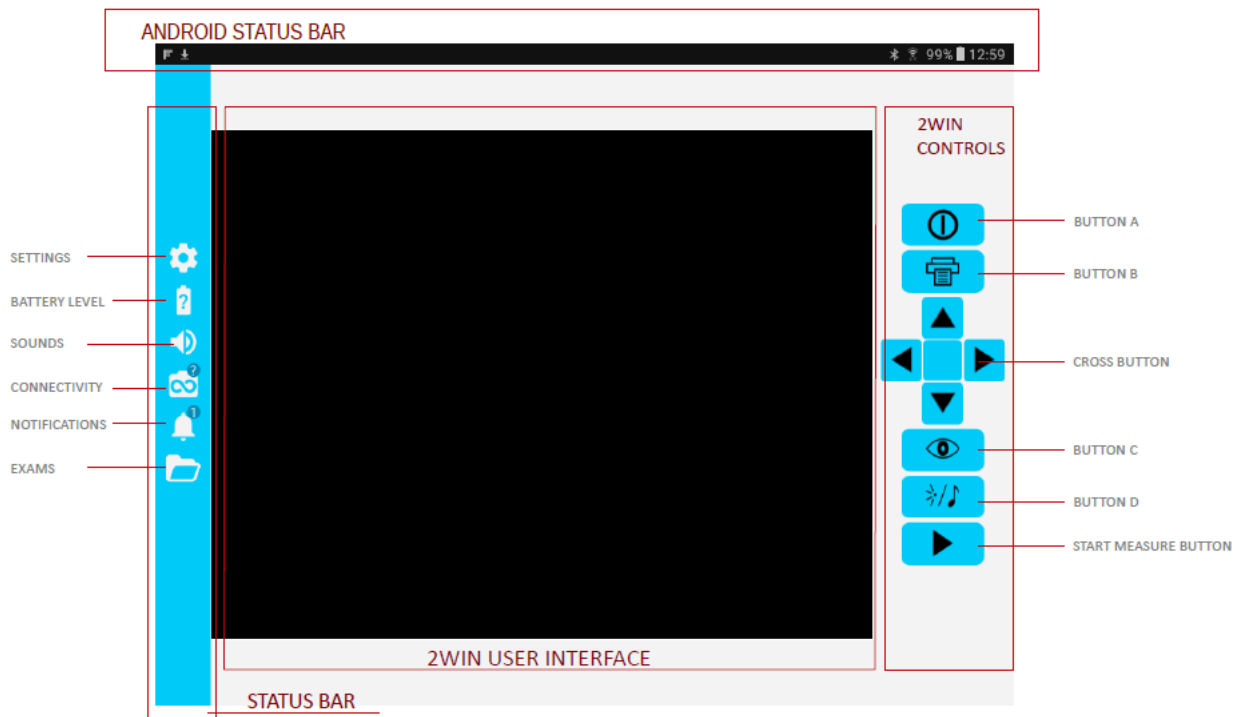 ANDROID STATUS BAR
99% 12:59
2WIN
CONTROLS
SETTINGS
BATTERY LEVEL
?
SOUNDS
CONNECTIVITY
?
NOTIFICATIONS
1
EXAMS
BUTTON A
BUTTON B
CROSS BUTTON
BUTTON C
BUTTON D
START MEASURE BUTTON
2WIN USER INTERFACE
STATUS BAR